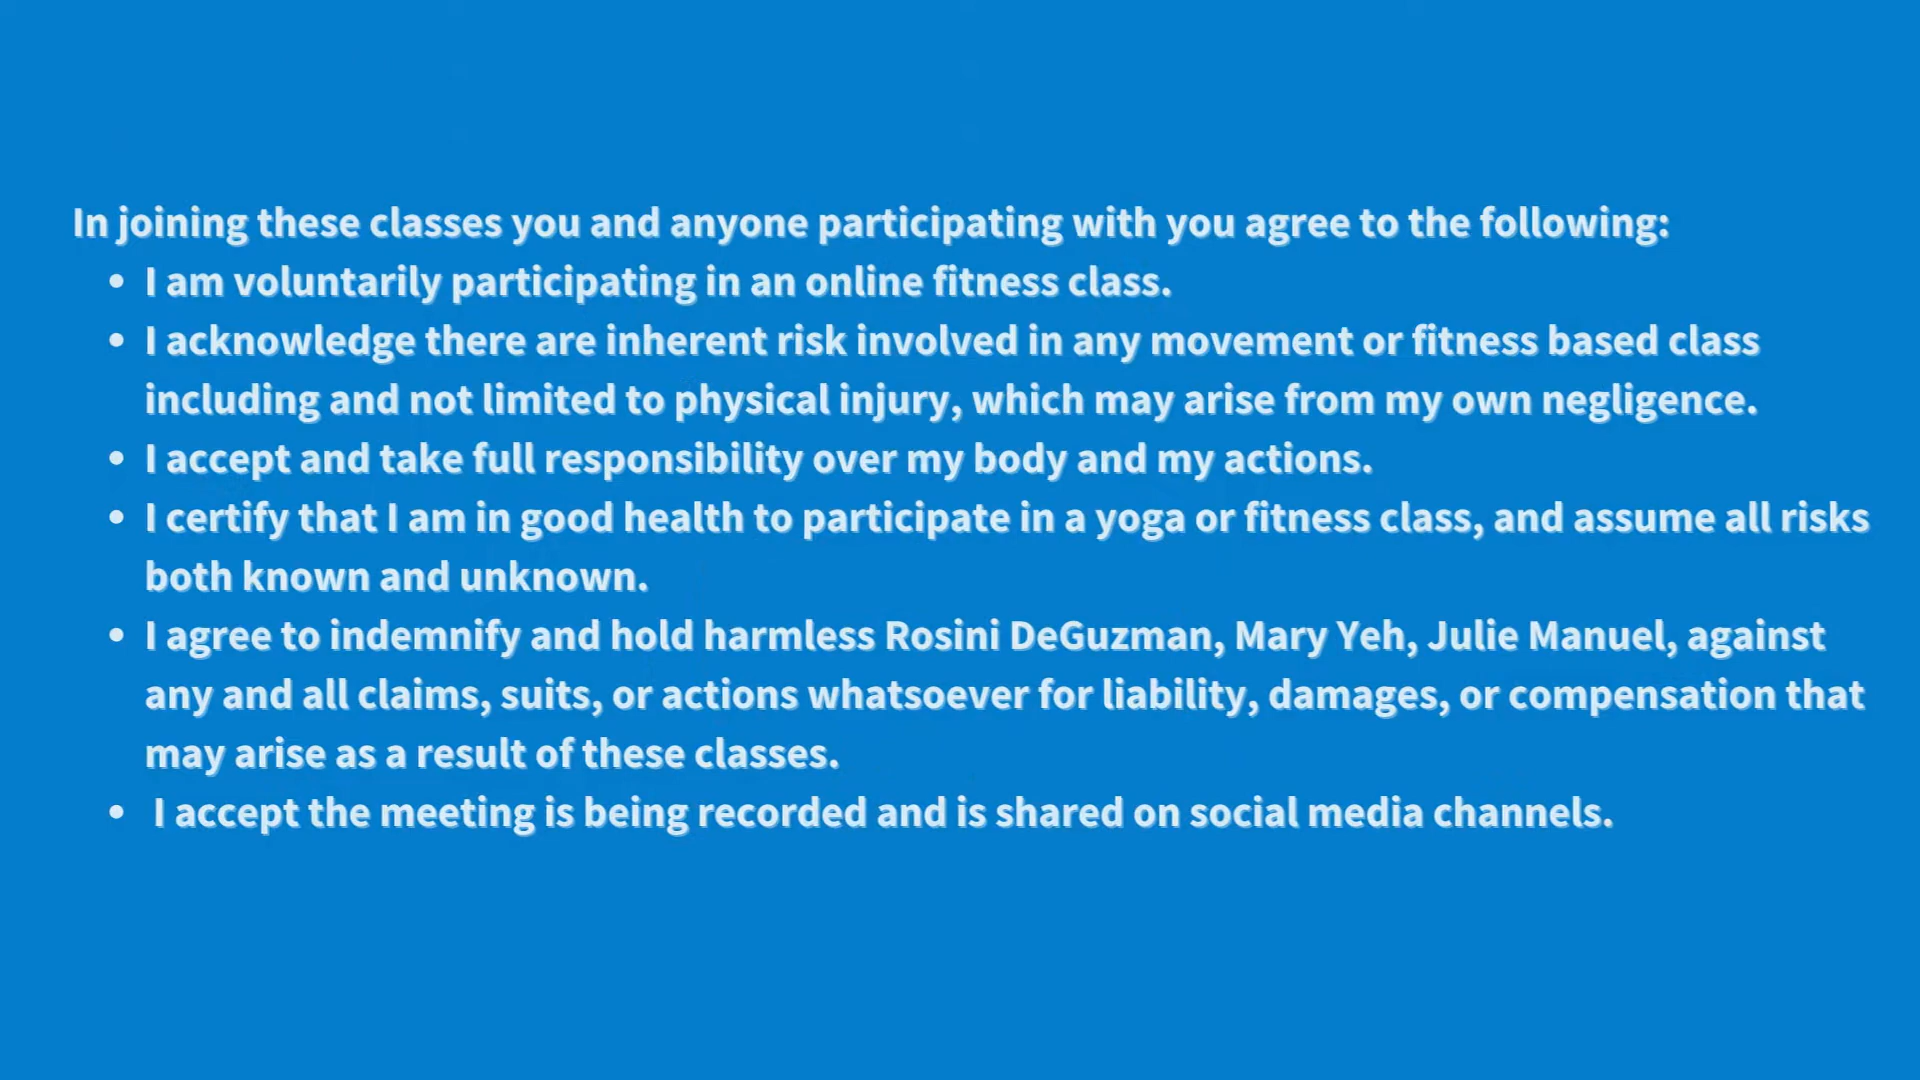 In joining these classes you and anyone participating with you agree to the following:
• I am voluntarily participating in an online fitness class.
• I acknowledge there are inherent risk involved in any movement or fitness based class
including and not limited to physical injury, which may arise from my own negligence.
• I accept and take full responsibility over my body and my actions.
• I certify that I am in good health to participate in a yoga or fitness class, and assume all risks
both known and unknown.
• I agree to indemnify and hold harmless Rosini DeGuzman, Mary Yeh, Julie Manuel, against
any and all claims, suits, or actions whatsoever for liability, damages, or compensation that
may arise as a result of these classes.
• I accept the meeting is being recorded and is shared on social media channels.